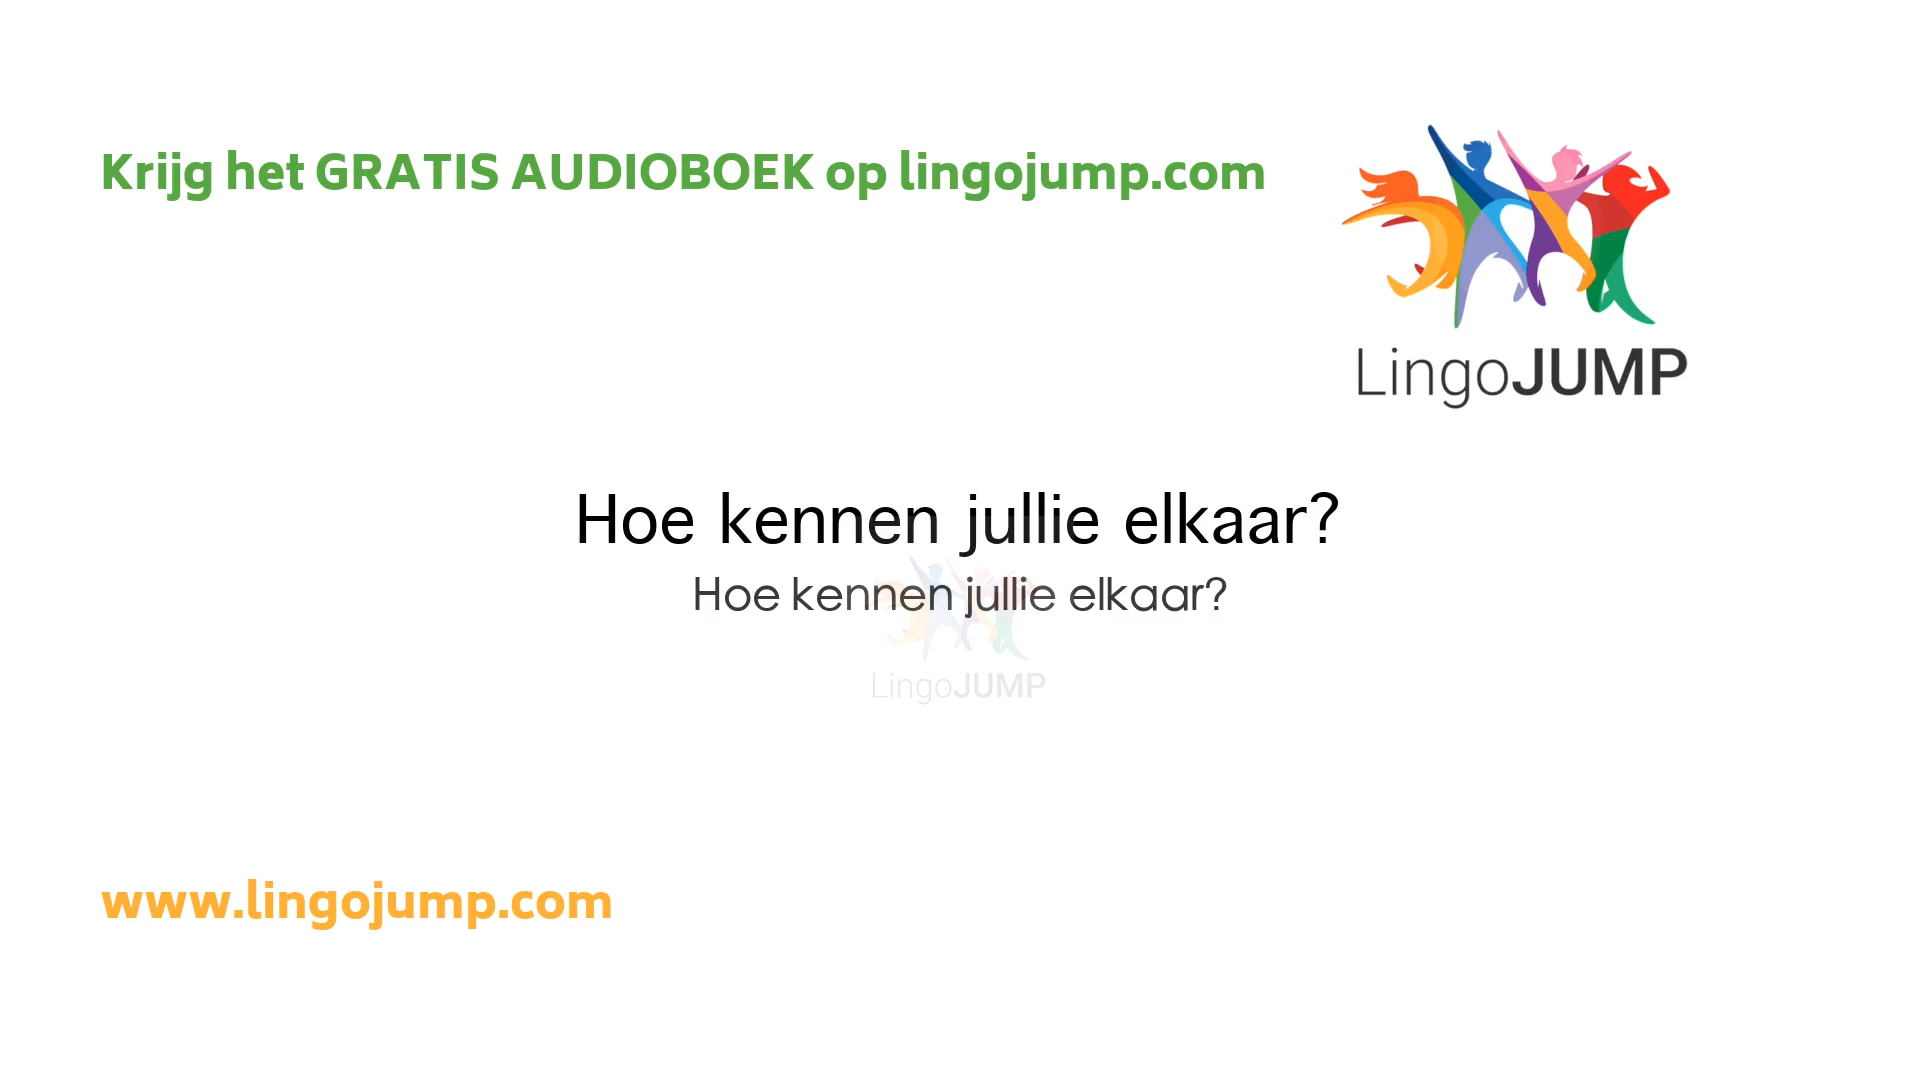 Krijg het GRATIS AUDIOBOEK op lingojump.com
LingoJUMP
Hoe kennen jullie elkaar?
Hoe kennen jullie elkaar?
LingoJUMP
www.lingojump.com